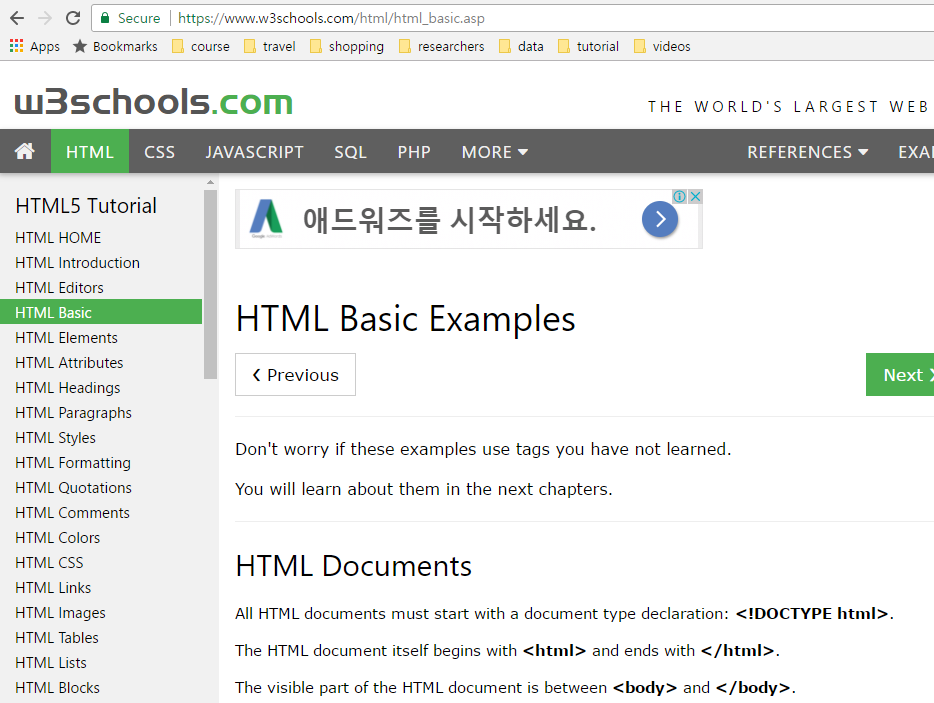 Secure https://www.w3schools.com/html/html_basic.asp
Apps Bookmarks course travel shopping researchers data tutorial videos
w3schools.com
THE WORLD'S LARGEST WEB
HTML CSS JAVASCRIPT SQL PHP MORE REFERENCES EXA
HTML5 Tutorial
HTML HOME
HTML Introduction
HTML Editors
HTML Basic
HTML Elements
HTML Attributes
HTML Headings
HTML Paragraphs
HTML Styles
HTML Formatting
HTML Quotations
HTML Comments
HTML Colors
HTML CSS
HTML Links
HTML Images
HTML Tables
HTML Lists
HTML Blocks
애드워즈를 시작하세요.
HTML Basic Examples
❮ Previous
Next ❯
Don't worry if these examples use tags you have not learned.
You will learn about them in the next chapters.
HTML Documents
All HTML documents must start with a document type declaration: <!DOCTYPE html>.
The HTML document itself begins with <html> and ends with </html>.
The visible part of the HTML document is between <body> and </body>.